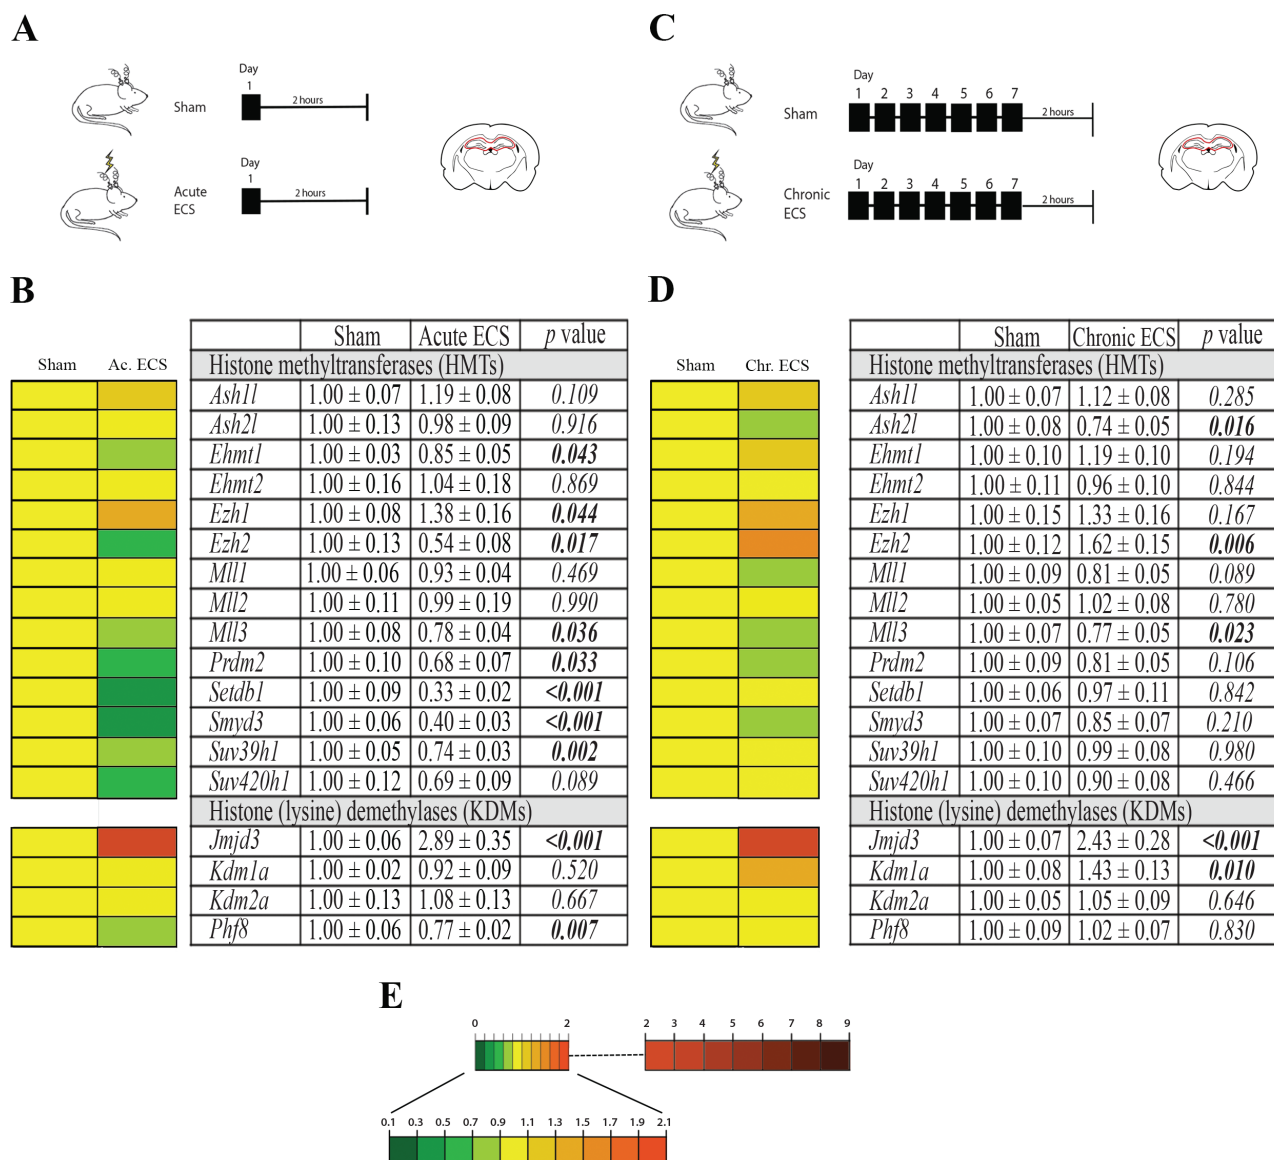 A
Day
1
Sham
2 hours
Day
1
Acute
ECS
2 hours
C
Day
1 2 3 4 5 6 7
Sham
2 hours
Day
1 2 3 4 5 6 7
Chronic
ECS
2 hours
B
Sham Ac. ECS
Sham Acute ECS p value
Histone methyltransferases (HMTs)
Ash1l 1.00 ± 0.07 1.19 ± 0.08 0.109
Ash2l 1.00 ± 0.13 0.98 ± 0.09 0.916
Ehmt1 1.00 ± 0.03 0.85 ± 0.05 0.043
Ehmt2 1.00 ± 0.16 1.04 ± 0.18 0.869
Ezh1 1.00 ± 0.08 1.38 ± 0.16 0.044
Ezh2 1.00 ± 0.13 0.54 ± 0.08 0.017
Mll1 1.00 ± 0.06 0.93 ± 0.04 0.469
Mll2 1.00 ± 0.11 0.99 ± 0.19 0.990
Mll3 1.00 ± 0.08 0.78 ± 0.04 0.036
Prdm2 1.00 ± 0.10 0.68 ± 0.07 0.033
Setdb1 1.00 ± 0.09 0.33 ± 0.02 <0.001
Smyd3 1.00 ± 0.06 0.40 ± 0.03 <0.001
Suv39h1 1.00 ± 0.05 0.74 ± 0.03 0.002
Suv420h1 1.00 ± 0.12 0.69 ± 0.09 0.089
Histone (lysine) demethylases (KDMs)
Jmjd3 1.00 ± 0.06 2.89 ± 0.35 <0.001
Kdm1a 1.00 ± 0.02 0.92 ± 0.09 0.520
Kdm2a 1.00 ± 0.13 1.08 ± 0.13 0.667
Phf8 1.00 ± 0.06 0.77 ± 0.02 0.007
D
Sham Chr. ECS
Sham Chronic ECS p value
Histone methyltransferases (HMTs)
Ash1l 1.00 ± 0.07 1.12 ± 0.08 0.285
Ash2l 1.00 ± 0.08 0.74 ± 0.05 0.016
Ehmt1 1.00 ± 0.10 1.19 ± 0.10 0.194
Ehmt2 1.00 ± 0.11 0.96 ± 0.10 0.844
Ezh1 1.00 ± 0.15 1.33 ± 0.16 0.167
Ezh2 1.00 ± 0.12 1.62 ± 0.15 0.006
Mll1 1.00 ± 0.09 0.81 ± 0.05 0.089
Mll2 1.00 ± 0.05 1.02 ± 0.08 0.780
Mll3 1.00 ± 0.07 0.77 ± 0.05 0.023
Prdm2 1.00 ± 0.09 0.81 ± 0.05 0.106
Setdb1 1.00 ± 0.06 0.97 ± 0.11 0.842
Smyd3 1.00 ± 0.07 0.85 ± 0.07 0.210
Suv39h1 1.00 ± 0.10 0.99 ± 0.08 0.980
Suv420h1 1.00 ± 0.10 0.90 ± 0.08 0.466
Histone (lysine) demethylases (KDMs)
Jmjd3 1.00 ± 0.07 2.43 ± 0.28 <0.001
Kdm1a 1.00 ± 0.08 1.43 ± 0.13 0.010
Kdm2a 1.00 ± 0.05 1.05 ± 0.09 0.646
Phf8 1.00 ± 0.09 1.02 ± 0.07 0.830
E
0 2 2 3 4 5 6 7 8 9
0.1 0.3 0.5 0.7 0.9 1.1 1.3 1.5 1.7 1.9 2.1